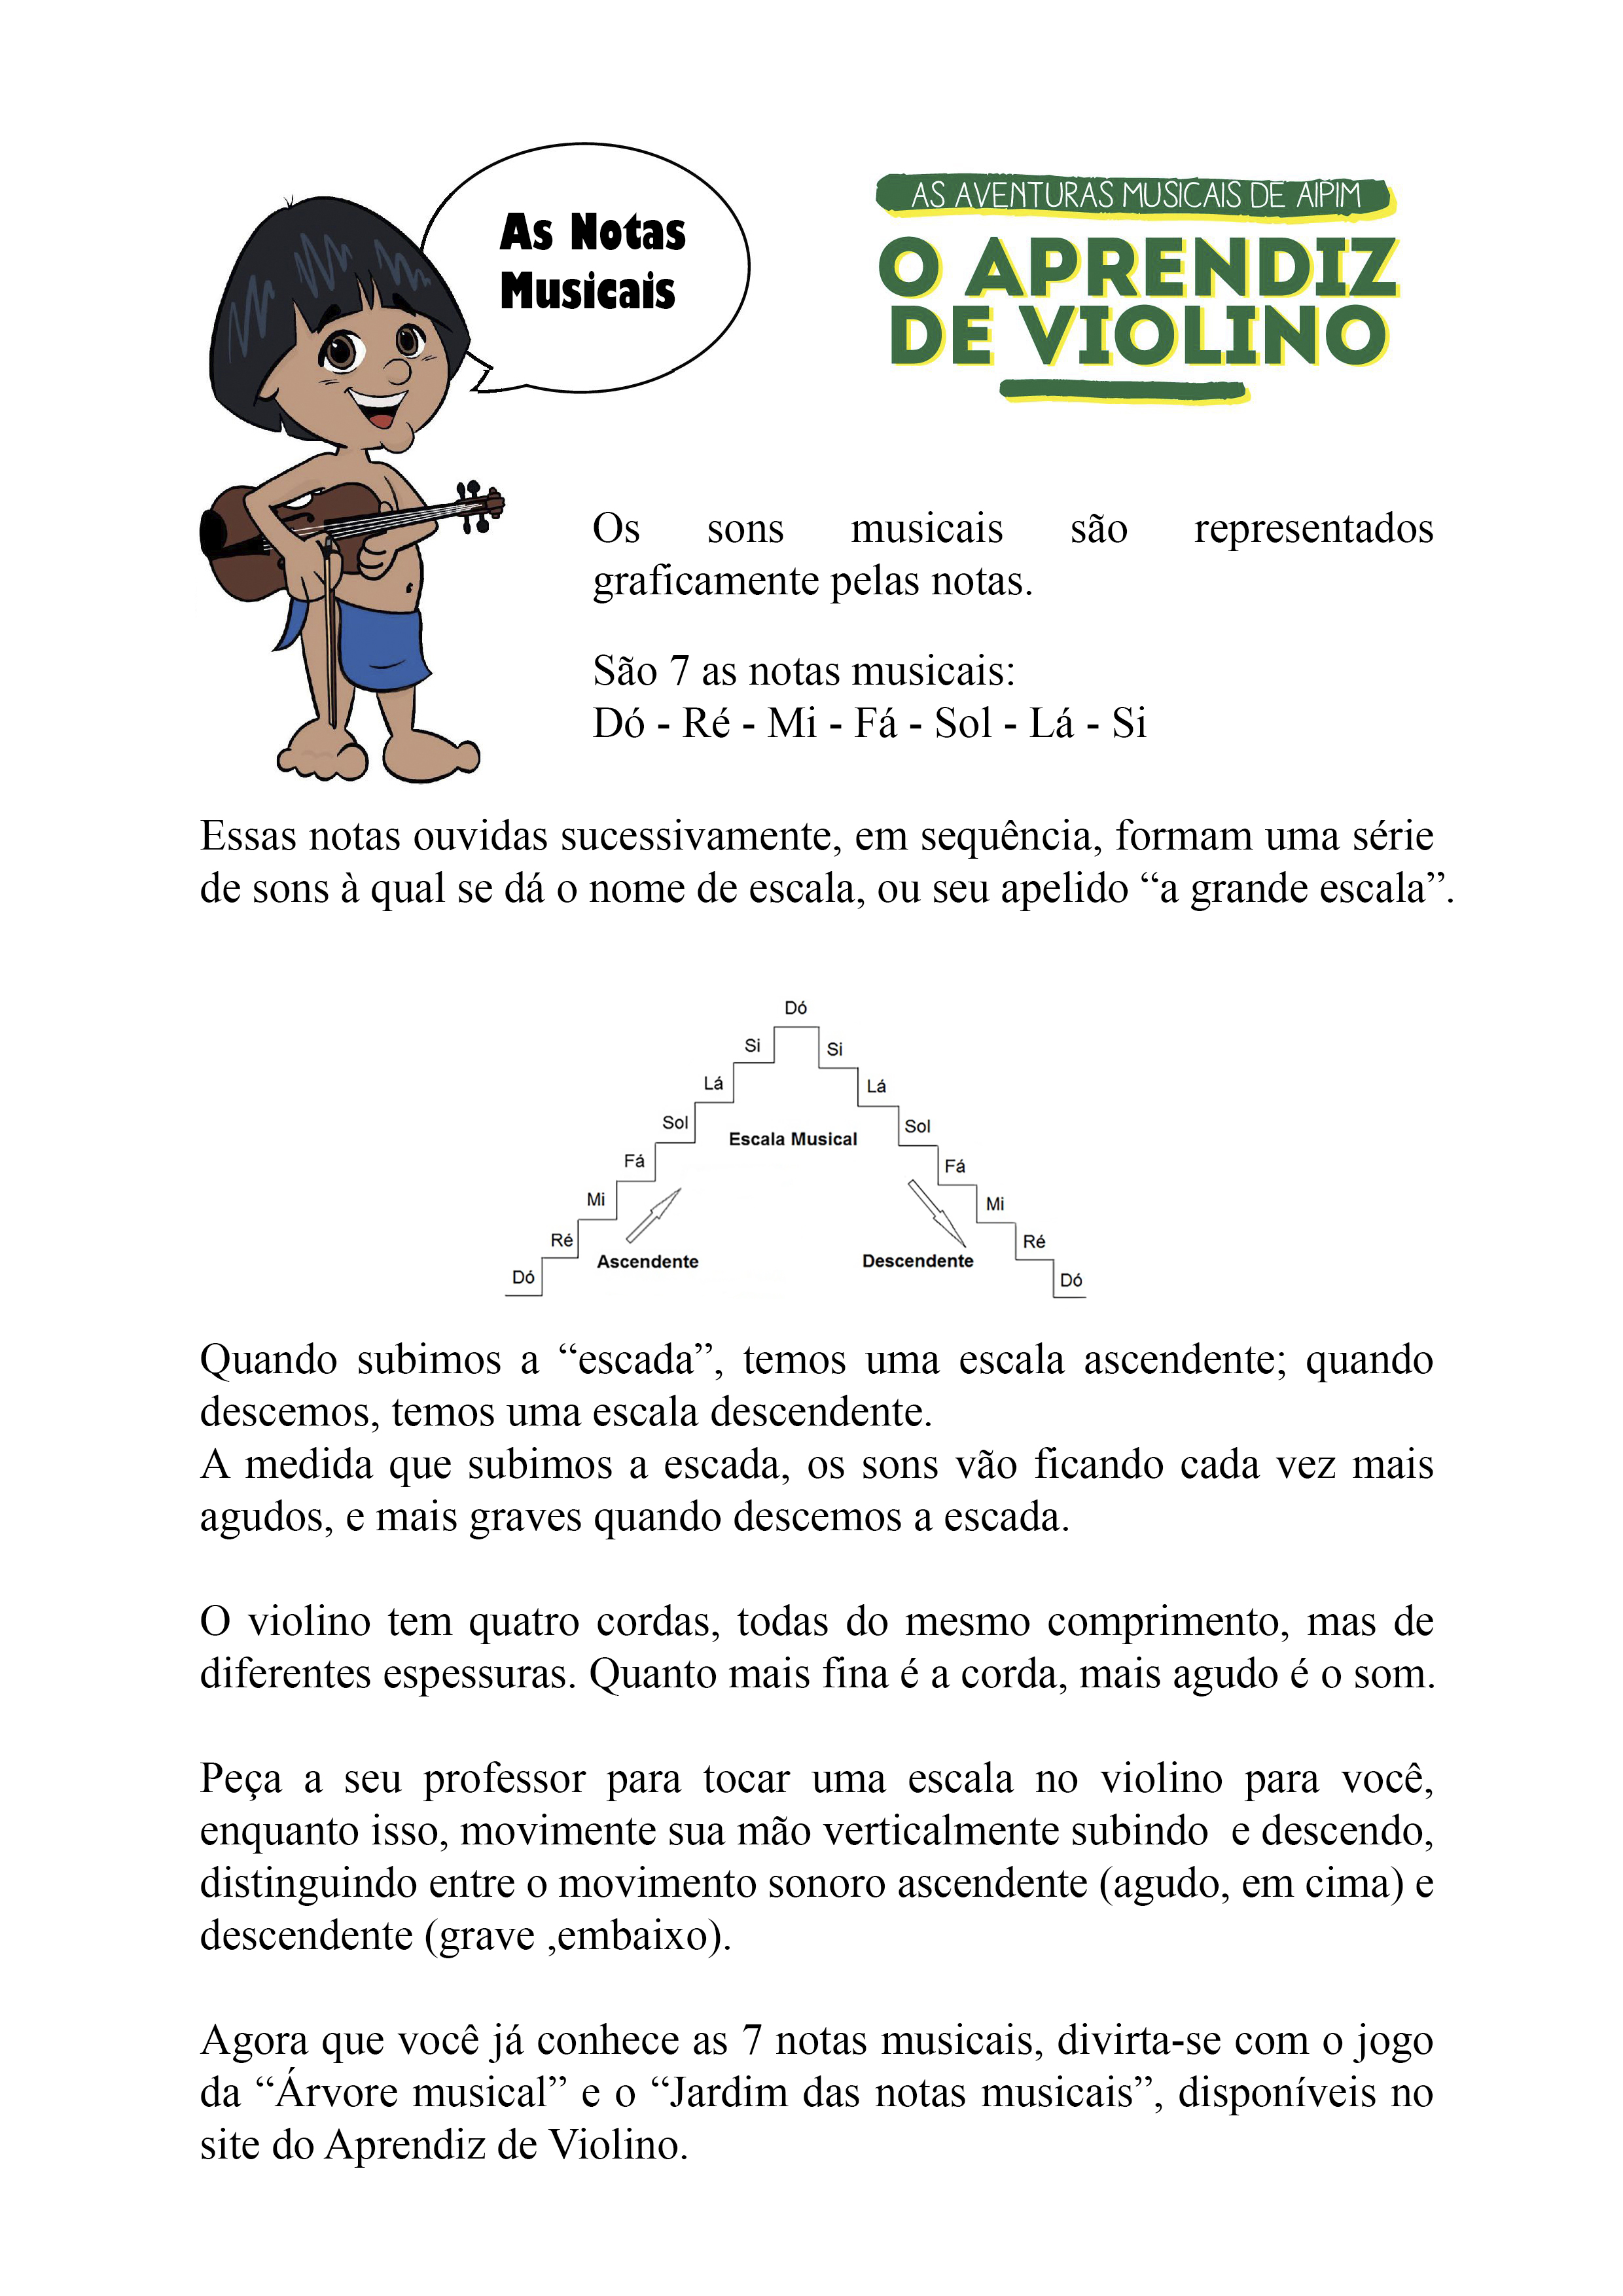 As Notas
Musicais
AS AVENTURAS MUSICAIS DE AIPIM
O APRENDIZ
DE VIOLINO
Os sons musicais são representados
graficamente pelas notas.
São 7 as notas musicais:
Dó - Ré - Mi - Fá - Sol - Lá - Si
Essas notas ouvidas sucessivamente, em sequência, formam uma série
de sons à qual se dá o nome de escala, ou seu apelido “a grande escala”.
Dó
Si Si
Lá Lá
Sol Sol
Escala Musical
Fá Fá
Mi Mi
Ré Ré
Ascendente Descendente
Dó Dó
Quando subimos a “escada”, temos uma escala ascendente; quando
descemos, temos uma escala descendente.
A medida que subimos a escada, os sons vão ficando cada vez mais
agudos, e mais graves quando descemos a escada.
O violino tem quatro cordas, todas do mesmo comprimento, mas de
diferentes espessuras. Quanto mais fina é a corda, mais agudo é o som.
Peça a seu professor para tocar uma escala no violino para você,
enquanto isso, movimente sua mão verticalmente subindo e descendo,
distinguindo entre o movimento sonoro ascendente (agudo, em cima) e
descendente (grave ,embaixo).
Agora que você já conhece as 7 notas musicais, divirta-se com o jogo
da “Árvore musical” e o “Jardim das notas musicais”, disponíveis no
site do Aprendiz de Violino.